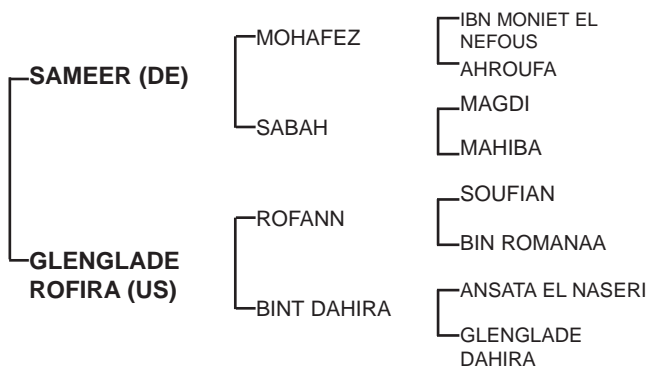 IBN MONIET EL
NEFOUS
MOHAFEZ
AHROUFA
SAMEER (DE)
MAGDI
SABAH
MAHIBA
SOUFIAN
ROFANN
BIN ROMANAA
GLENGLADE
ROFIRA (US)
ANSATA EL NASERI
BINT DAHIRA
GLENGLADE
DAHIRA